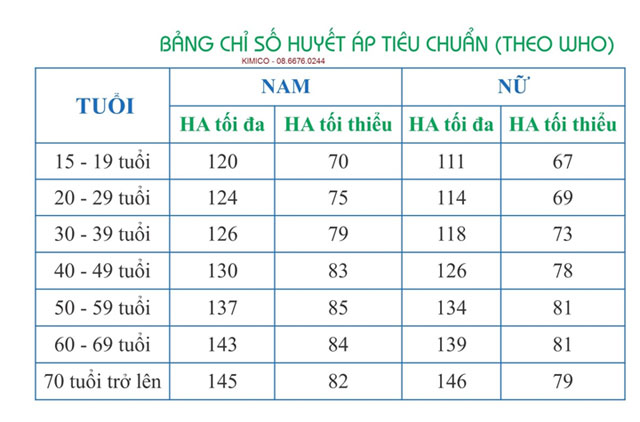 BẢNG CHỈ SỐ HUYẾT ÁP TIÊU CHUẨN (THEO WHO)
KIMICO - 08.6676.0244
TUỔI NAM NỮ
HA tối đa HA tối thiểu HA tối đa HA tối thiểu
15 - 19 tuổi 120 70 111 67
20 - 29 tuổi 124 75 114 69
30 - 39 tuổi 126 79 118 73
40 - 49 tuổi 130 83 126 78
50 - 59 tuổi 137 85 134 81
60 - 69 tuổi 143 84 139 81
70 tuổi trở lên 145 82 146 79